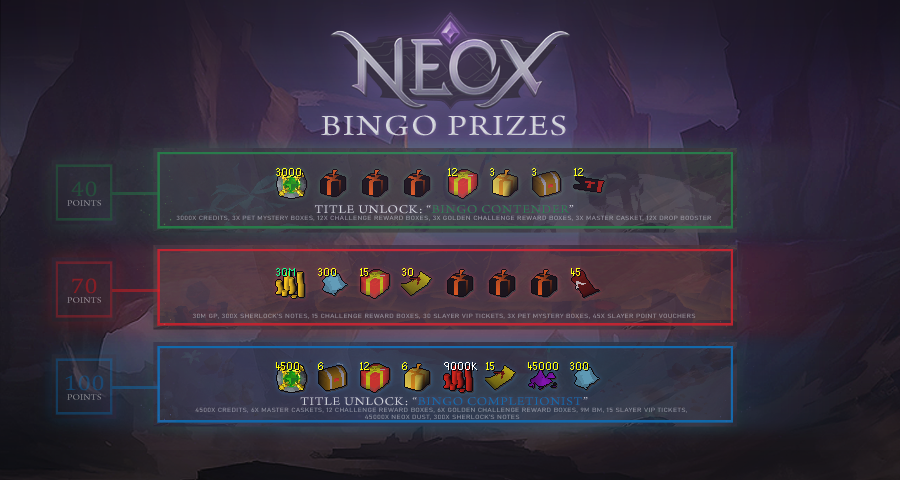 NEOX
BINGO PRIZES
40
POINTS
3000 12 3 3 12
TITLE UNLOCK: "BINGO CONTENDER"
3000X CREDITS, 3X PET MYSTERY BOXES, 12X CHALLENGE REWARD BOXES, 3X GOLDEN CHALLENGE REWARD BOXES, 3X MASTER CASKET, 12X DROP BOOSTER
70
POINTS
30M 300 15 30 45
30M GP, 300X SHERLOCK'S NOTES, 15 CHALLENGE REWARD BOXES, 30 SLAYER VIP TICKETS, 3X PET MYSTERY BOXES, 45X SLAYER POINT VOUCHERS
100
POINTS
4500 6 12 6 9000K 15 45000 300
TITLE UNLOCK: "BINGO COMPLETIONIST"
4500X CREDITS, 6X MASTER CASKETS, 12 CHALLENGE REWARD BOXES, 6X GOLDEN CHALLENGE REWARD BOXES, 9M BM, 15 SLAYER VIP TICKETS,
45000X NEOX DUST, 300X SHERLOCK'S NOTES